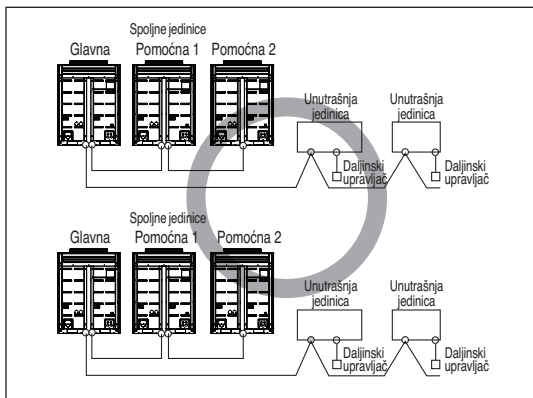 Spoljne jedinice
Glavna Pomoćna 1 Pomoćna 2
Unutrašnja
jedinica
Unutrašnja
jedinica
Daljinski
upravljač
Daljinski
upravljač
Spoljne jedinice
Glavna Pomoćna 1 Pomoćna 2
Unutrašnja
jedinica
Unutrašnja
jedinica
Daljinski
upravljač
Daljinski
upravljač